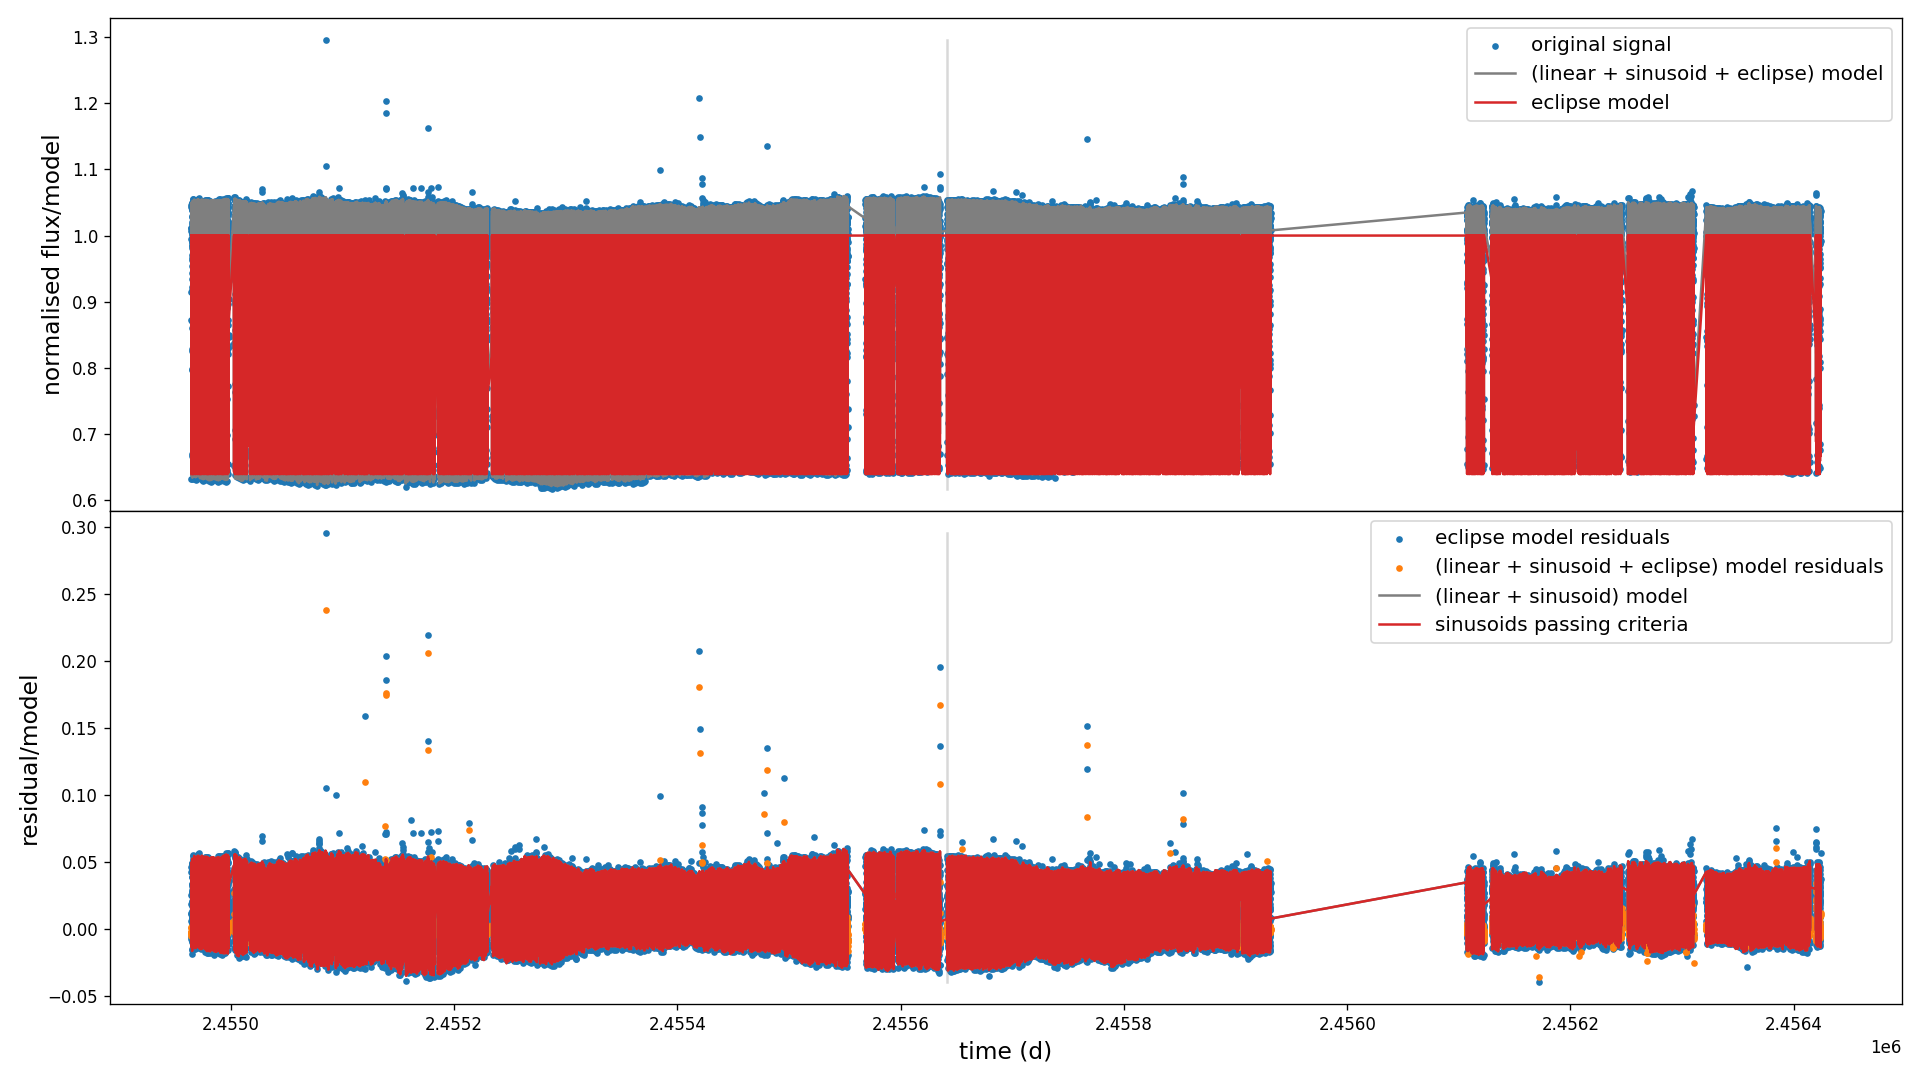 normalised flux/model
1.3
1.2
1.1
1.0
0.9
0.8
0.7
0.6
original signal
(linear + sinusoid + eclipse) model
eclipse model
residual/model
0.30
0.25
0.20
0.15
0.10
0.05
0.00
−0.05
eclipse model residuals
(linear + sinusoid + eclipse) model residuals
(linear + sinusoid) model
sinusoids passing criteria
2.4550 2.4552 2.4554 2.4556 2.4558 2.4560 2.4562 2.4564
1e6
time (d)